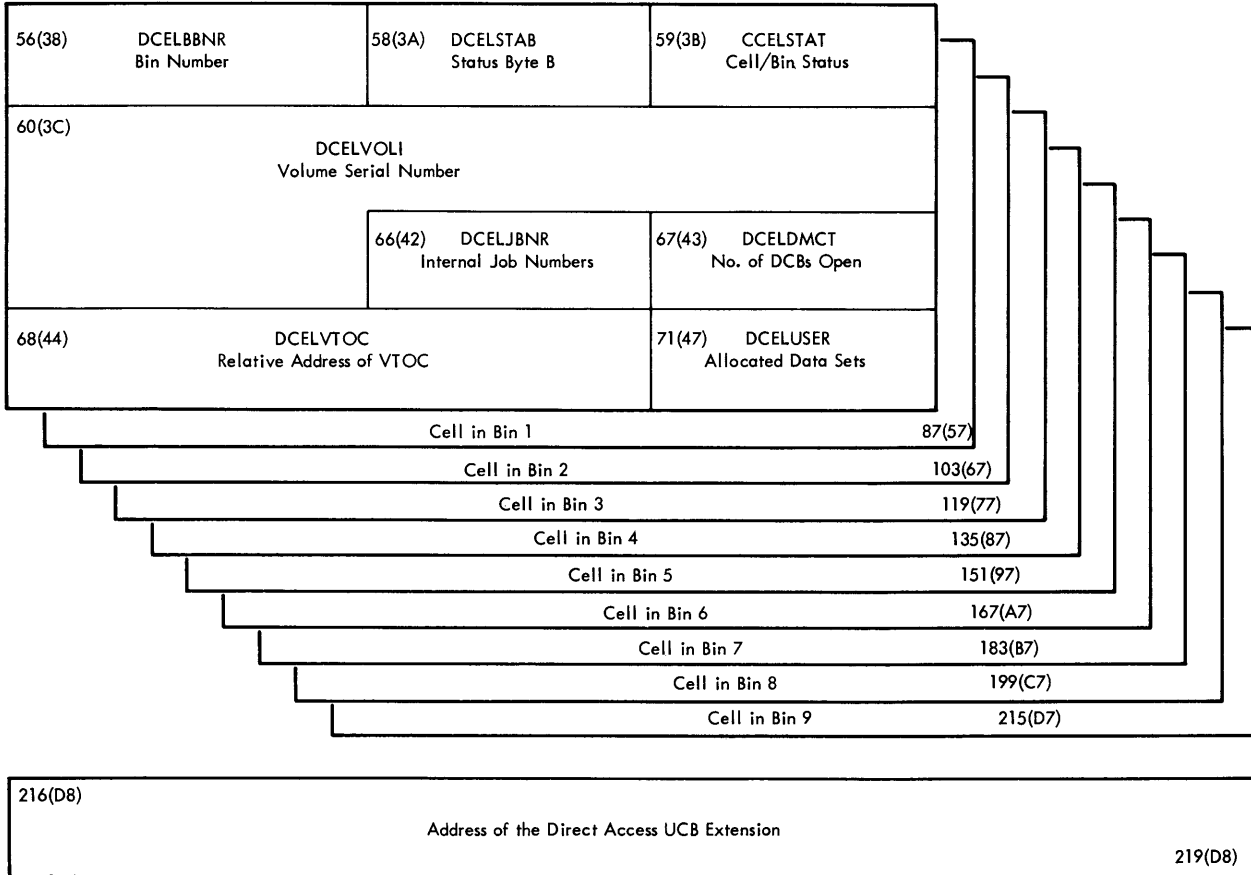 56(38) DCELBBNR
Bin Number
58(3A) DCELSTAB
Status Byte B
59(3B) CCELSTAT
Cell/Bin Status
60(3C)
DCELVOLI
Volume Serial Number
66(42) DCELJBNR
Internal Job Numbers
67(43) DCELDMCT
No. of DCBs Open
68(44) DCELVTOC
Relative Address of VTOC
71(47) DCELUSER
Allocated Data Sets
Cell in Bin 1 87(57)
Cell in Bin 2 103(67)
Cell in Bin 3 119(77)
Cell in Bin 4 135(87)
Cell in Bin 5 151(97)
Cell in Bin 6 167(A7)
Cell in Bin 7 183(B7)
Cell in Bin 8 199(C7)
Cell in Bin 9 215(D7)
216(D8)
Address of the Direct Access UCB Extension
219(D8)